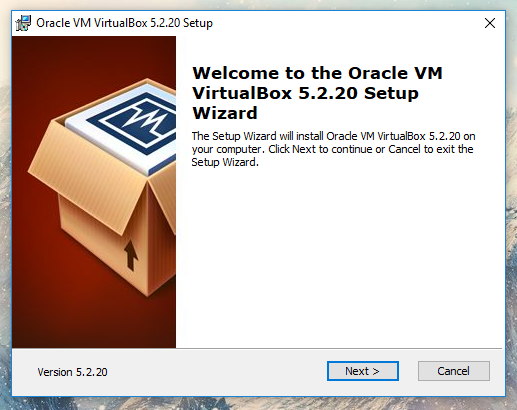 Oracle VM VirtualBox 5.2.20 Setup
Welcome to the Oracle VM
VirtualBox 5.2.20 Setup
Wizard
The Setup Wizard will install Oracle VM VirtualBox 5.2.20 on
your computer. Click Next to continue or Cancel to exit the
Setup Wizard.
Version 5.2.20
Next >
Cancel